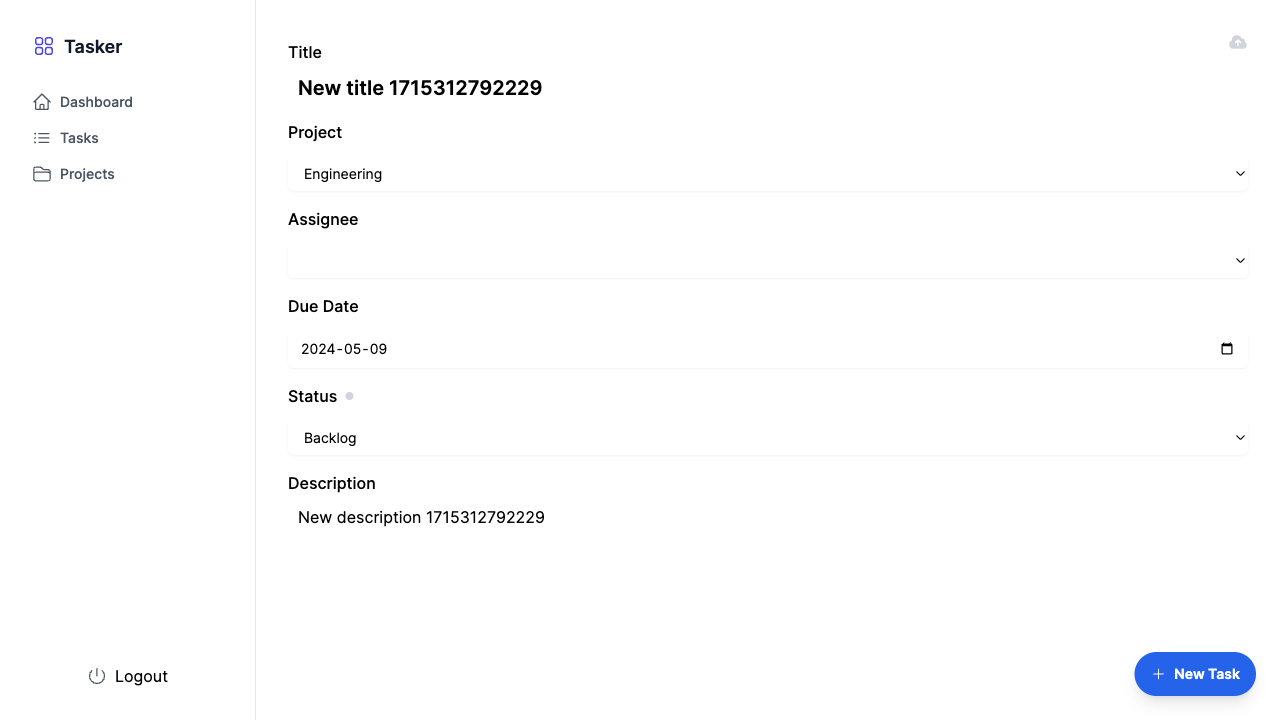 Tasker
Dashboard
Tasks
Projects
Logout
Title
New title 1715312792229
Project
Engineering
Assignee
Due Date
2024-05-09
Status
Backlog
Description
New description 1715312792229
New Task